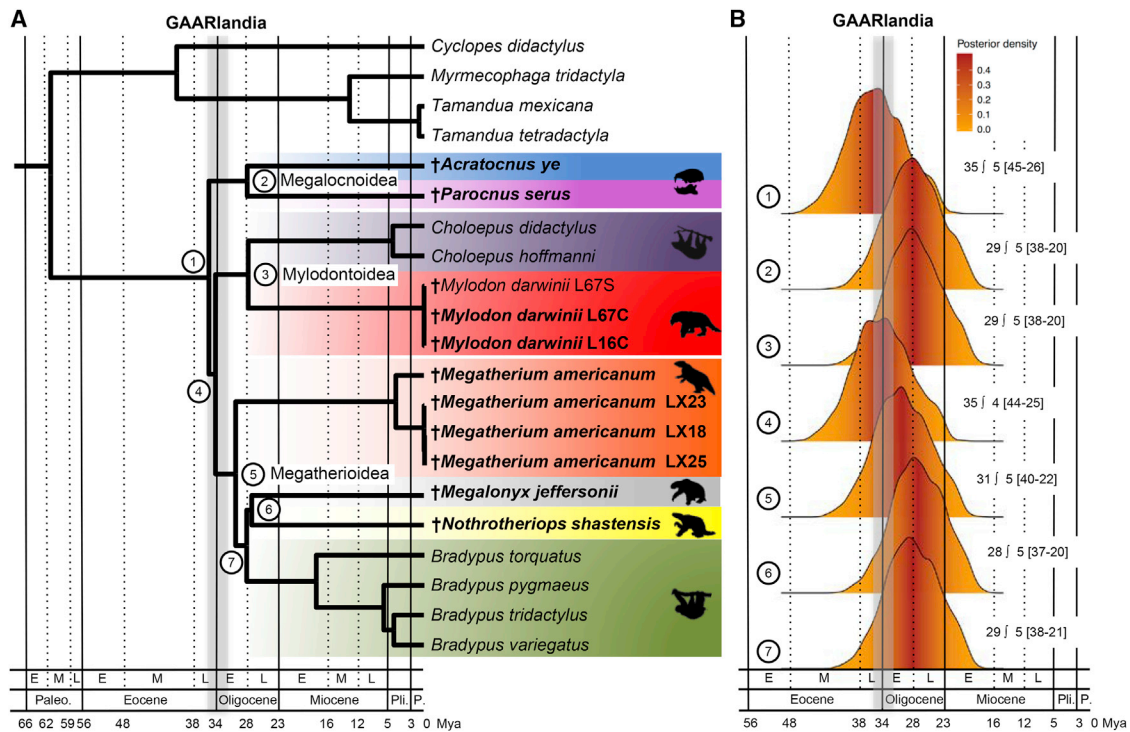 A
GAARlandia
Cyclopes didactylus
Myrmecophaga tridactyla
Tamandua mexicana
Tamandua tetradactyla
†Acratocnus ye
② Megalocnoidea
†Parocnus serus
①
Choloepus didactylus
③ Mylodontoidea
Choloepus hoffmanni
†Mylodon darwinii L67S
†Mylodon darwinii L67C
†Mylodon darwinii L16C
④
†Megatherium americanum
†Megatherium americanum LX23
†Megatherium americanum LX18
†Megatherium americanum LX25
⑤ Megatherioidea
†Megalonyx jeffersonii
⑥
†Nothrotheriops shastensis
⑦
Bradypus torquatus
Bradypus pygmaeus
Bradypus tridactylus
Bradypus variegatus
E M L E M L E L E M L
Paleo. Eocene Oligocene Miocene Pli. P.
66 62 59 56 48 38 34 28 23 16 12 5 3 0 Mya
B
GAARlandia
Posterior density
0.4
0.3
0.2
0.1
0.0
① 35 ∫ 5 [45-26]
② 29 ∫ 5 [38-20]
③ 29 ∫ 5 [38-20]
④ 35 ∫ 4 [44-25]
⑤ 31 ∫ 5 [40-22]
⑥ 28 ∫ 5 [37-20]
⑦ 29 ∫ 5 [38-21]
E M L E L E M L
Eocene Oligocene Miocene Pli. P.
56 48 38 34 28 23 16 12 5 3 0 Mya